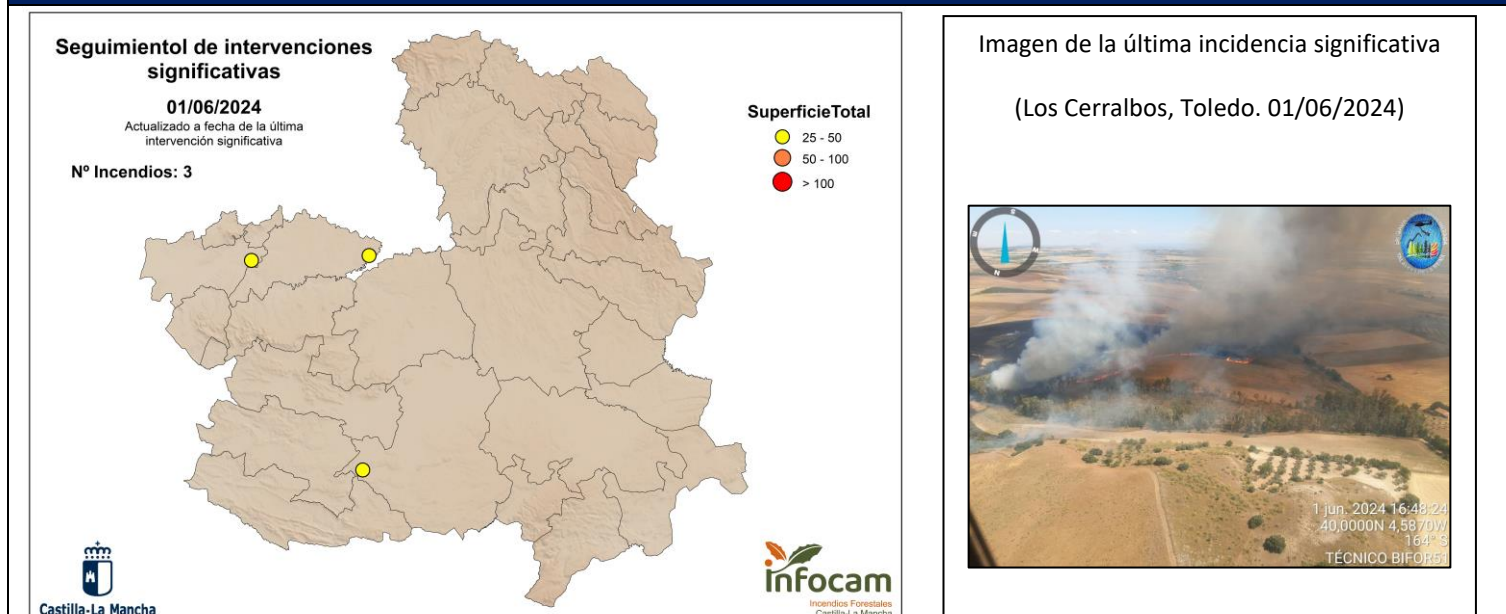 Seguimientol de intervenciones
significativas
01/06/2024
Actualizado a fecha de la última
intervención significativa
Nº Incendios: 3
SuperficieTotal
25 - 50
50 - 100
> 100
Castilla-La Mancha
infocam
Incendios Forestales
Castilla-La Mancha
Imagen de la última incidencia significativa
(Los Cerralbos, Toledo. 01/06/2024)
S
E
W
N
1 jun. 2024 16:48:24
40,0000N 4,5870W
164° S
TÉCNICO BIFOR51